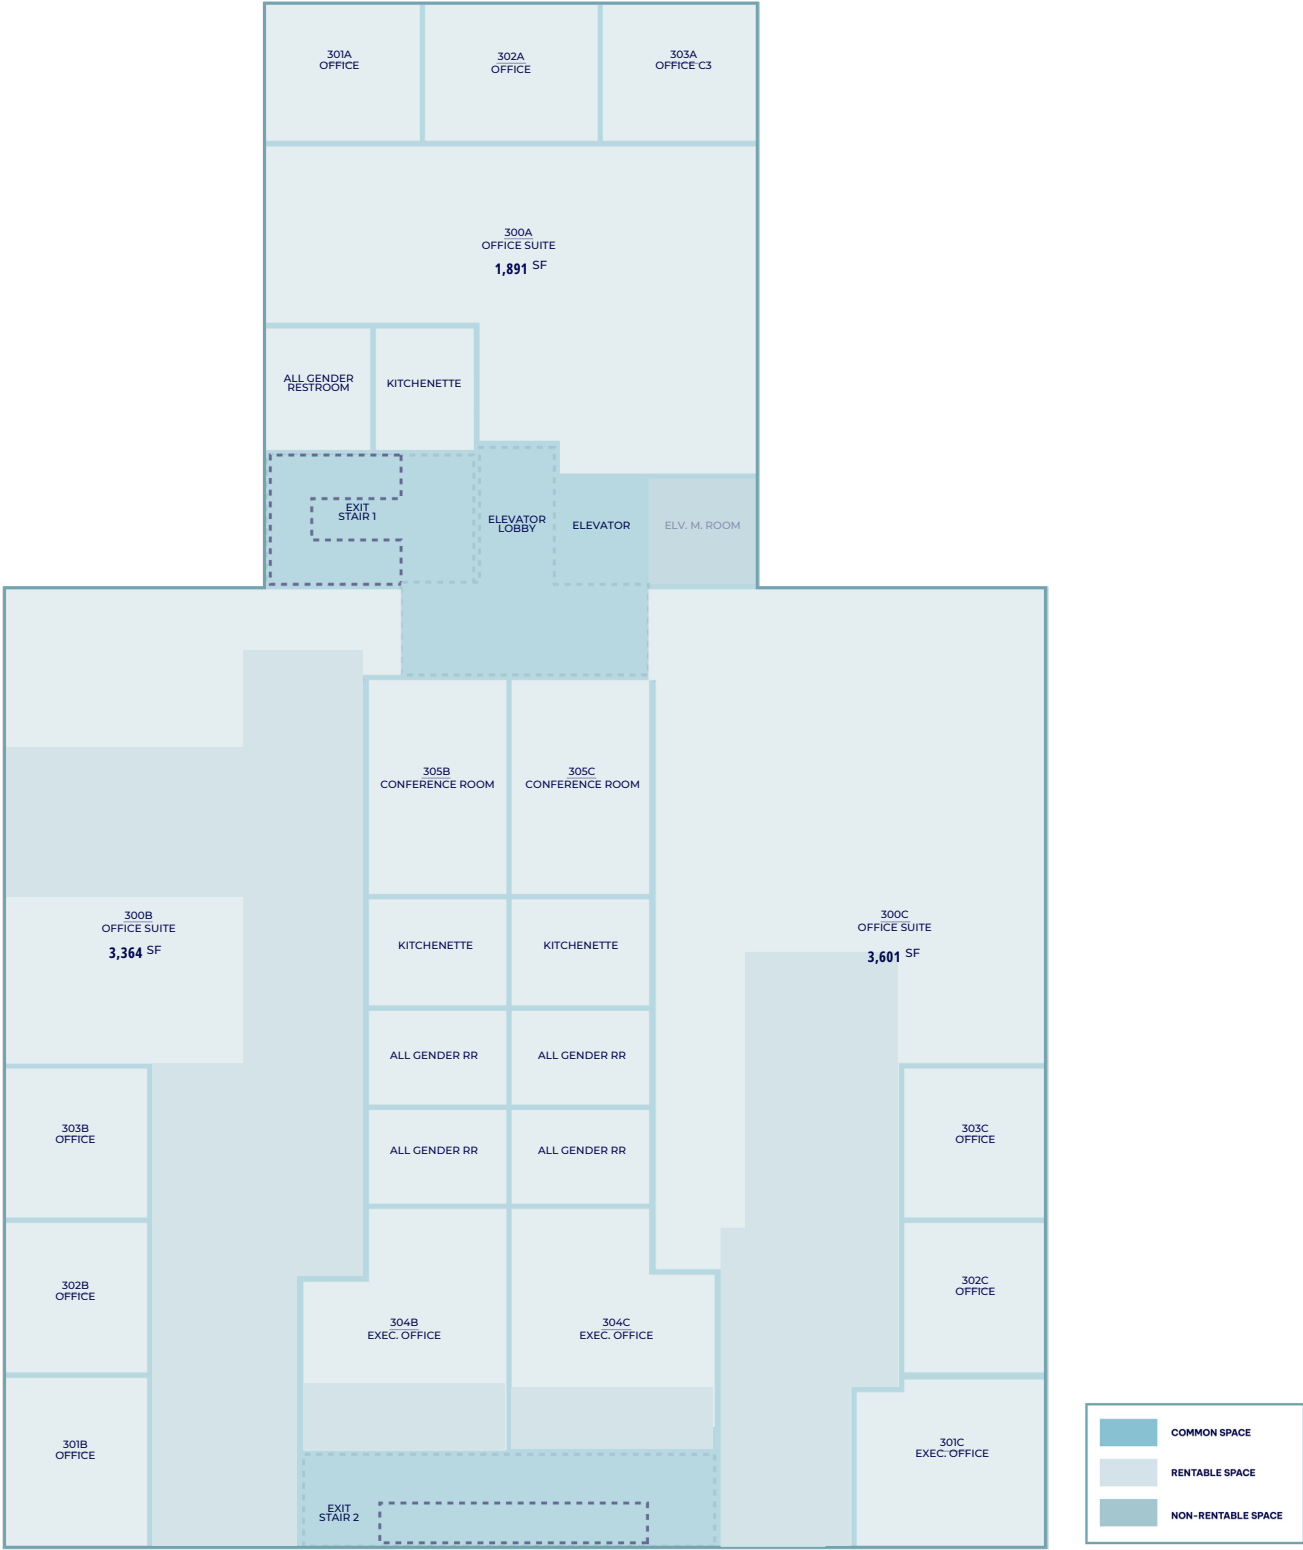 301A
OFFICE
302A
OFFICE
303A
OFFICE C3
300A
OFFICE SUITE
1,891 SF
ALL GENDER
RESTROOM
KITCHENETTE
EXIT
STAIR 1
ELEVATOR
LOBBY
ELEVATOR
ELV. M. ROOM
305B
CONFERENCE ROOM
305C
CONFERENCE ROOM
300B
OFFICE SUITE
3,364 SF
KITCHENETTE
KITCHENETTE
300C
OFFICE SUITE
3,601 SF
ALL GENDER RR
ALL GENDER RR
303B
OFFICE
ALL GENDER RR
ALL GENDER RR
303C
OFFICE
302B
OFFICE
302C
OFFICE
304B
EXEC. OFFICE
304C
EXEC. OFFICE
301B
OFFICE
301C
EXEC. OFFICE
EXIT
STAIR 2
COMMON SPACE
RENTABLE SPACE
NON-RENTABLE SPACE